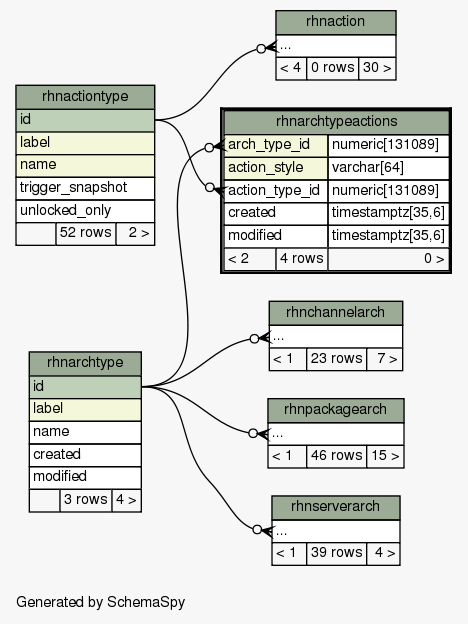 rhnaction
...
< 4 0 rows 30 >
rhnactiontype
id
label
name
trigger_snapshot
unlocked_only
52 rows 2 >
rhnarchtypeactions
arch_type_id numeric[131089]
action_style varchar[64]
action_type_id numeric[131089]
created timestamptz[35,6]
modified timestamptz[35,6]
< 2 4 rows 0 >
rhnchannelarch
...
< 1 23 rows 7 >
rhnarchtype
id
label
name
created
modified
3 rows 4 >
rhnpackagearch
...
< 1 46 rows 15 >
rhnserverarch
...
< 1 39 rows 4 >
Generated by SchemaSpy